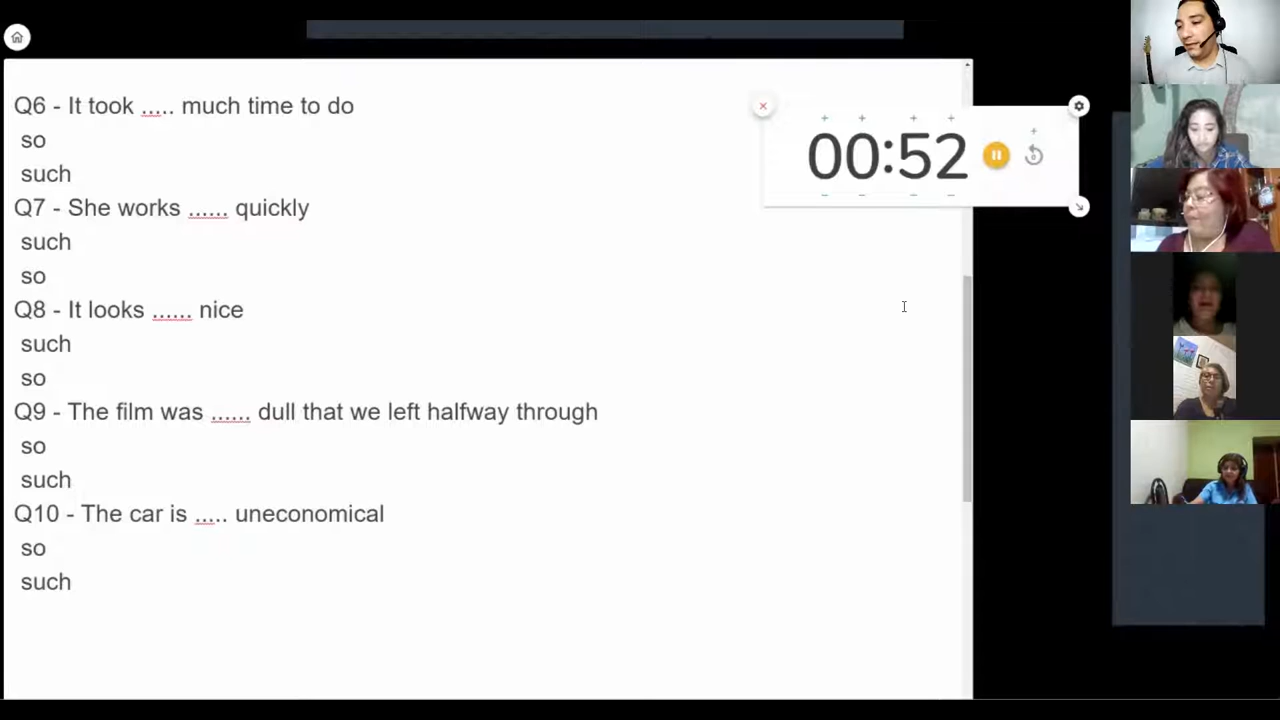 Q6 - It took ..... much time to do
so
such
00:52
Q7 - She works ...... quickly
such
so
Q8 - It looks ...... nice
such
so
Q9 - The film was ...... dull that we left halfway through
so
such
Q10 - The car is ..... uneconomical
so
such